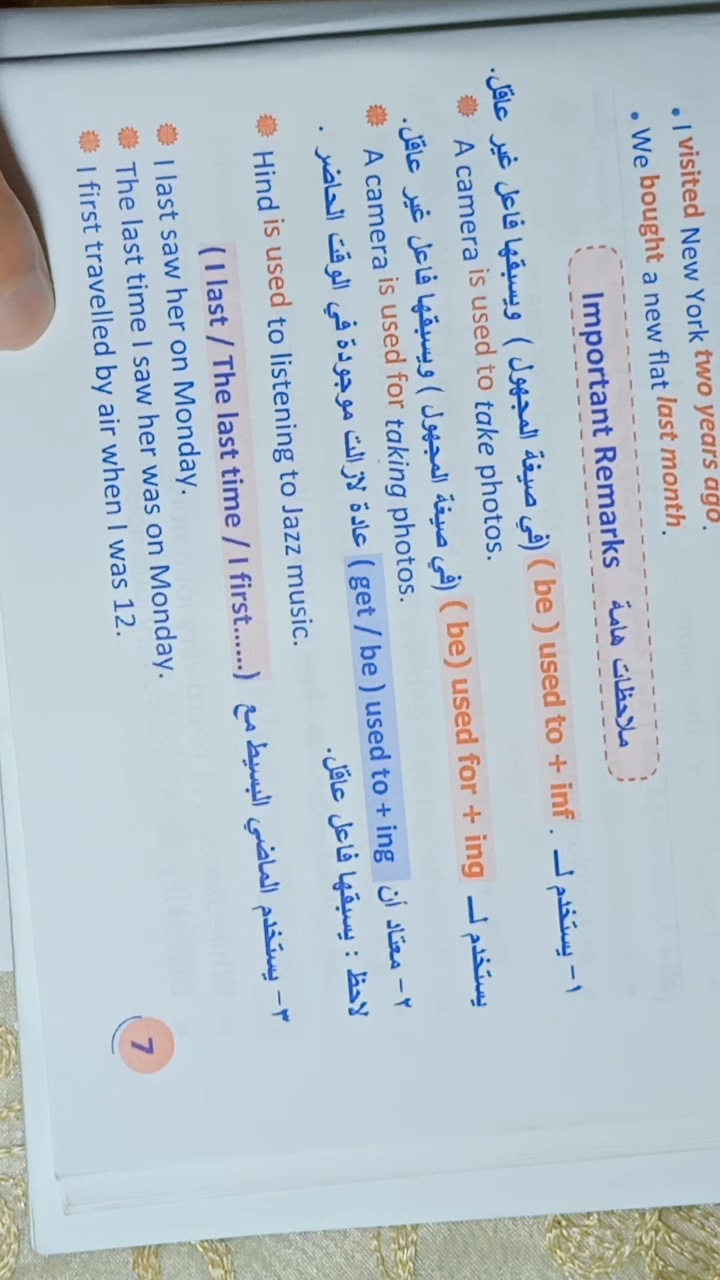 • I visited New York two years ago.
• We bought a new flat last month.
Important Remarks ملاحظات هامة
١- يستخدم لـ ( be ) used to + inf . (في صيغة المجهول ) ويسبقها فاعل غير عاقل.
A camera is used to take photos.
يستخدم لـ ( be) used for + ing (في صيغة المجهول ) ويسبقها فاعل غير عاقل.
A camera is used for taking photos.
٢- معتاد أن ( get / be ) used to + ing عادة لازالت موجودة في الوقت الحاضر .
لاحظ : يسبقها فاعل عاقل.
Hind is used to listening to Jazz music.
٣- يستخدم الماضي البسيط مع ( I last / The last time / I first......)
I last saw her on Monday.
The last time I saw her was on Monday.
I first travelled by air when I was 12.
7